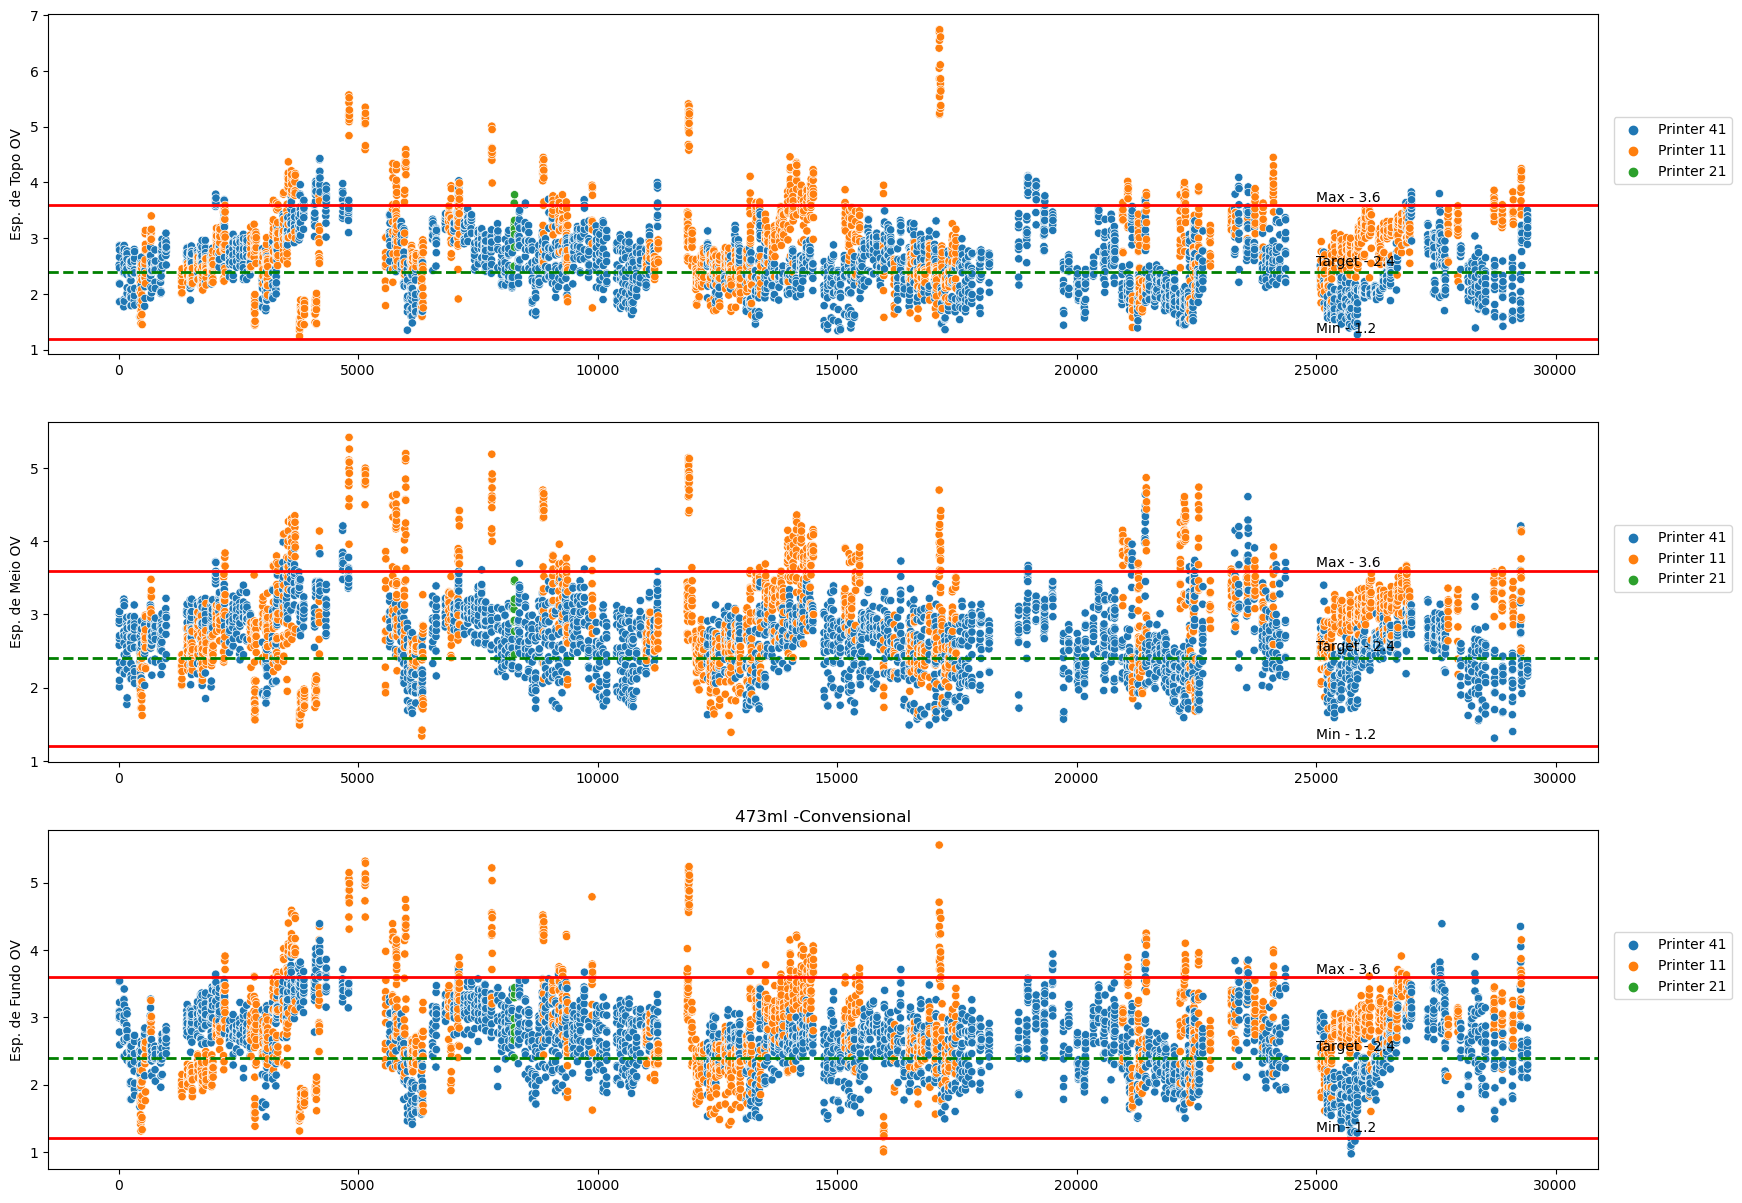 7
6
5
4
3
2
1
Esp. de Topo OV
Max - 3.6
Target - 2.4
Min - 1.2
Printer 41
Printer 11
Printer 21
0 5000 10000 15000 20000 25000 30000
5
4
3
2
1
Esp. de Meio OV
Max - 3.6
Target - 2.4
Min - 1.2
Printer 41
Printer 11
Printer 21
0 5000 10000 15000 20000 25000 30000
473ml -Convensional
5
4
3
2
1
Esp. de Fundo OV
Max - 3.6
Target - 2.4
Min - 1.2
Printer 41
Printer 11
Printer 21
0 5000 10000 15000 20000 25000 30000